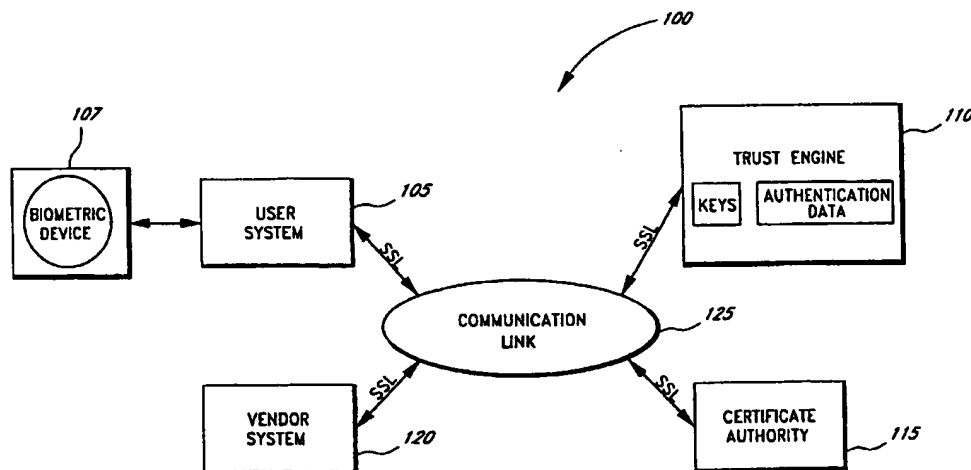 100
107
110
TRUST ENGINE
KEYS
AUTHENTICATION
DATA
BIOMETRIC
DEVICE
105
USER
SYSTEM
SSL
SSL
COMMUNICATION
LINK
125
SSL
SSL
VENDOR
SYSTEM
120
CERTIFICATE
AUTHORITY
115